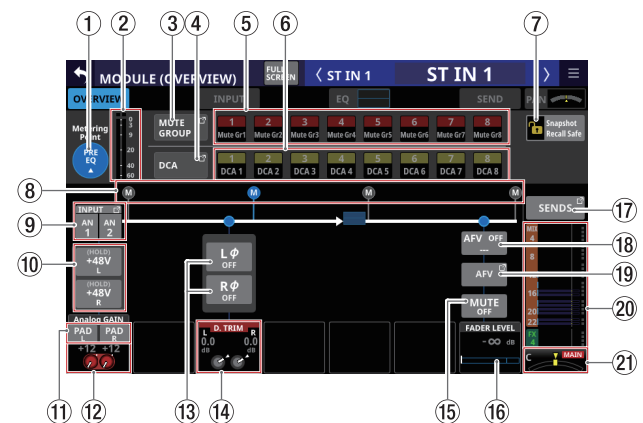 1 2 3 4 5 6 7
MODULE (OVERVIEW) FULL SCREEN ST IN 1 ST IN 1
OVERVIEW INPUT EQ SEND PAN
Metering Point
PRE EQ
0
3
9
20
40
60
MUTE GROUP
1 2 3 4 5 6 7 8
Mute Gr1 Mute Gr2 Mute Gr3 Mute Gr4 Mute Gr5 Mute Gr6 Mute Gr7 Mute Gr8
Snapshot
Recall Safe
DCA
1 2 3 4 5 6 7 8
DCA 1 DCA 2 DCA 3 DCA 4 DCA 5 DCA 6 DCA 7 DCA 8
8
M M M M
9
INPUT
AN 1 AN 2
SENDS
17
10
(HOLD)
+48V
L
(HOLD)
+48V
R
LΦ
OFF
RΦ
OFF
AFV OFF
---
18
AFV
19
MUTE
OFF
MIX
4
8
12
16
20
22
FX
4
20
Analog GAIN
PAD L PAD R
+12 +12
D. TRIM
L R
0.0 0.0
dB dB
FADER LEVEL
-∞ dB
C MAIN
21
11 12 13 14 15 16